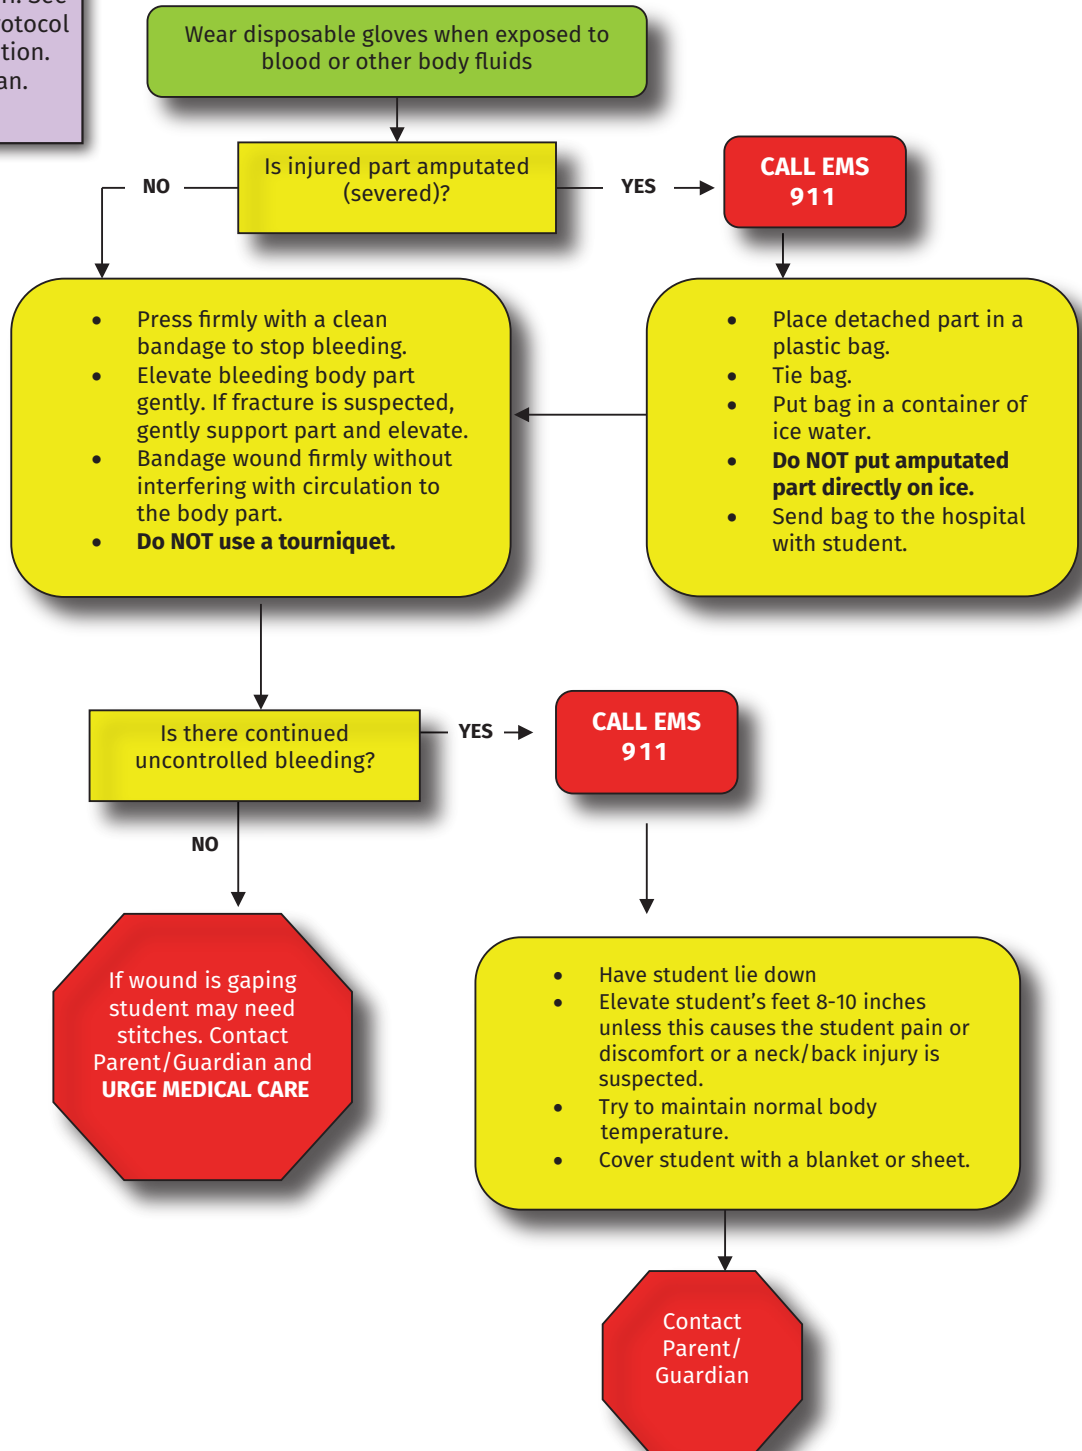 n. See
rotocol
tion.
an.
Wear disposable gloves when exposed to
blood or other body fluids
Is injured part amputated
(severed)?
NO
YES
CALL EMS
911
• Press firmly with a clean
bandage to stop bleeding.
• Elevate bleeding body part
gently. If fracture is suspected,
gently support part and elevate.
• Bandage wound firmly without
interfering with circulation to
the body part.
• Do NOT use a tourniquet.
• Place detached part in a
plastic bag.
• Tie bag.
• Put bag in a container of
ice water.
• Do NOT put amputated
part directly on ice.
• Send bag to the hospital
with student.
Is there continued
uncontrolled bleeding?
YES
CALL EMS
911
NO
If wound is gaping
student may need
stitches. Contact
Parent/Guardian and
URGE MEDICAL CARE
• Have student lie down
• Elevate student's feet 8-10 inches
unless this causes the student pain or
discomfort or a neck/back injury is
suspected.
• Try to maintain normal body
temperature.
• Cover student with a blanket or sheet.
Contact
Parent/
Guardian